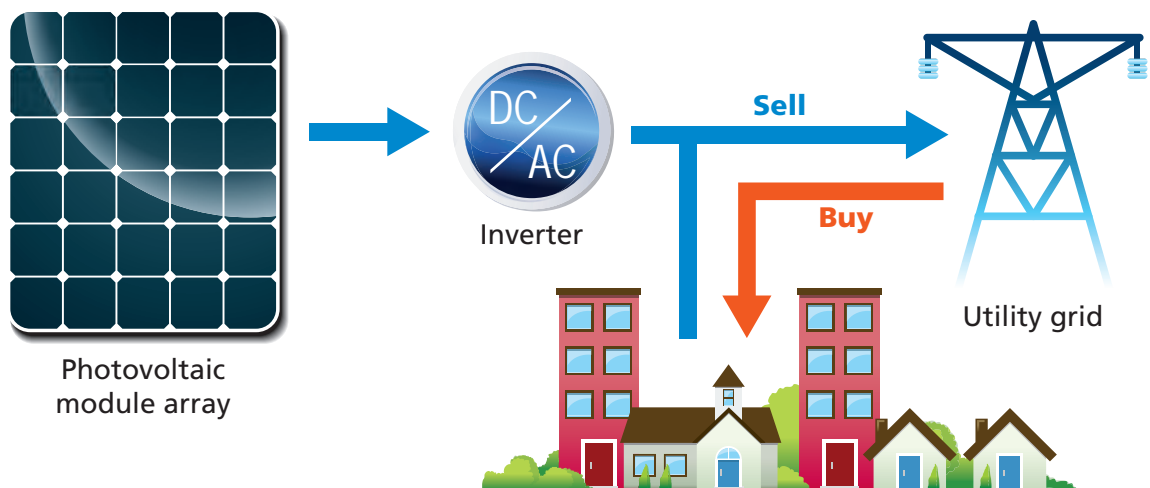 DC
AC
Inverter
Sell
Buy
Utility grid
Photovoltaic
module array